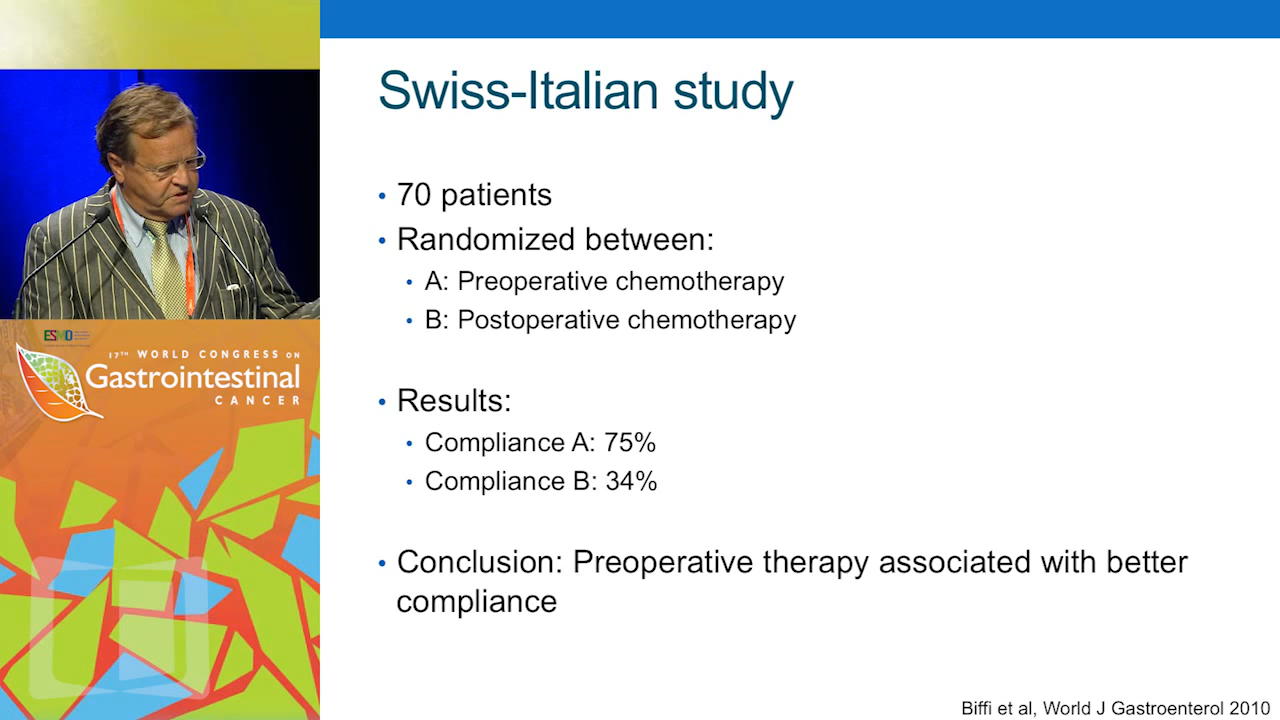 Swiss-Italian study
• 70 patients
• Randomized between:
• A: Preoperative chemotherapy
• B: Postoperative chemotherapy
• Results:
• Compliance A: 75%
• Compliance B: 34%
• Conclusion: Preoperative therapy associated with better
compliance
Biffi et al, World J Gastroenterol 2010
ESMO
17TH WORLD CONGRESS ON
Gastrointestinal
CANCER